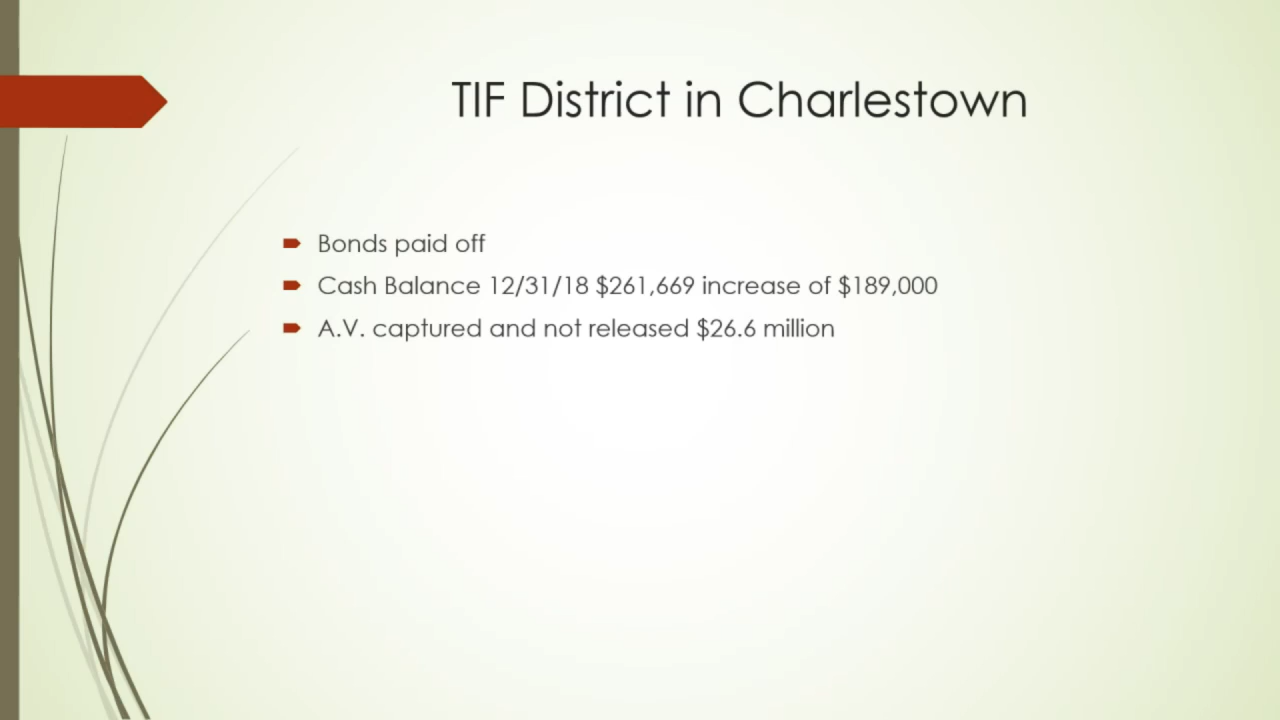 TIF District in Charlestown
Bonds paid off
Cash Balance 12/31/18 $261,669 increase of $189,000
A.V. captured and not released $26.6 million